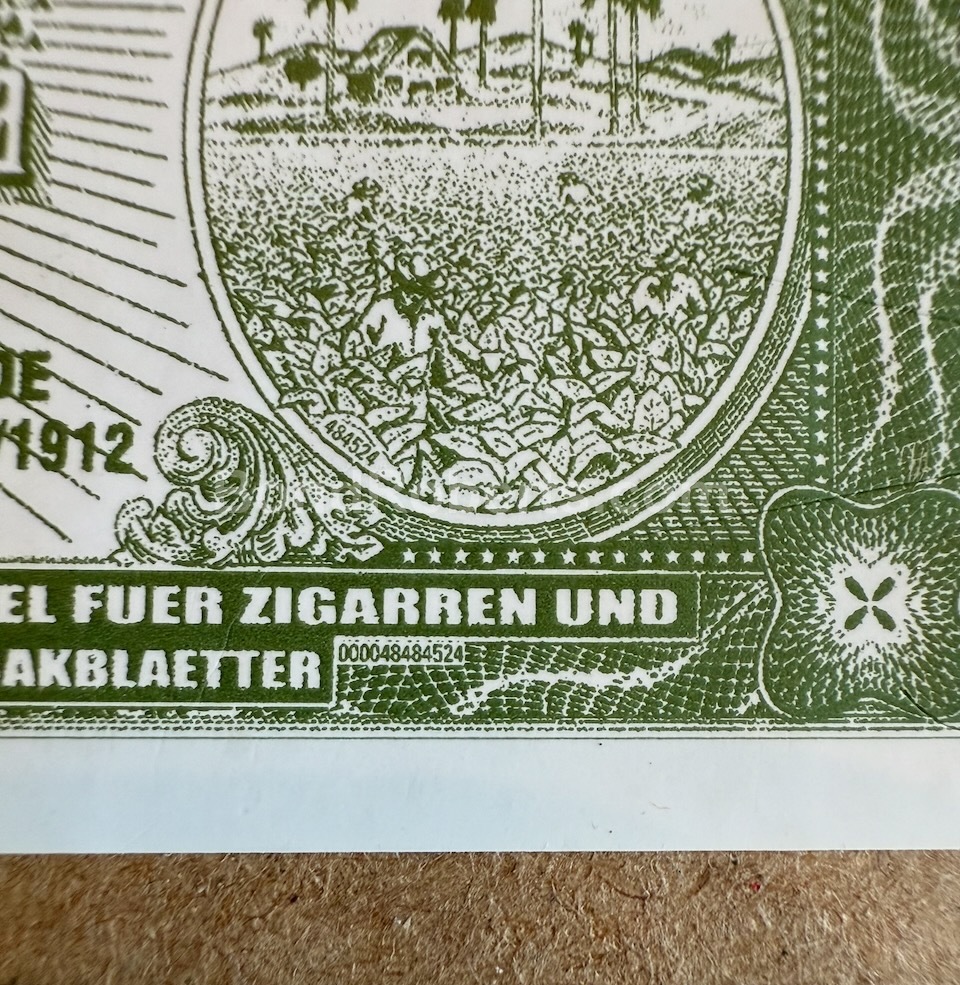 DE
/1912
484524
EL FUER ZIGARREN UND
AKBLAETTER
000048484524